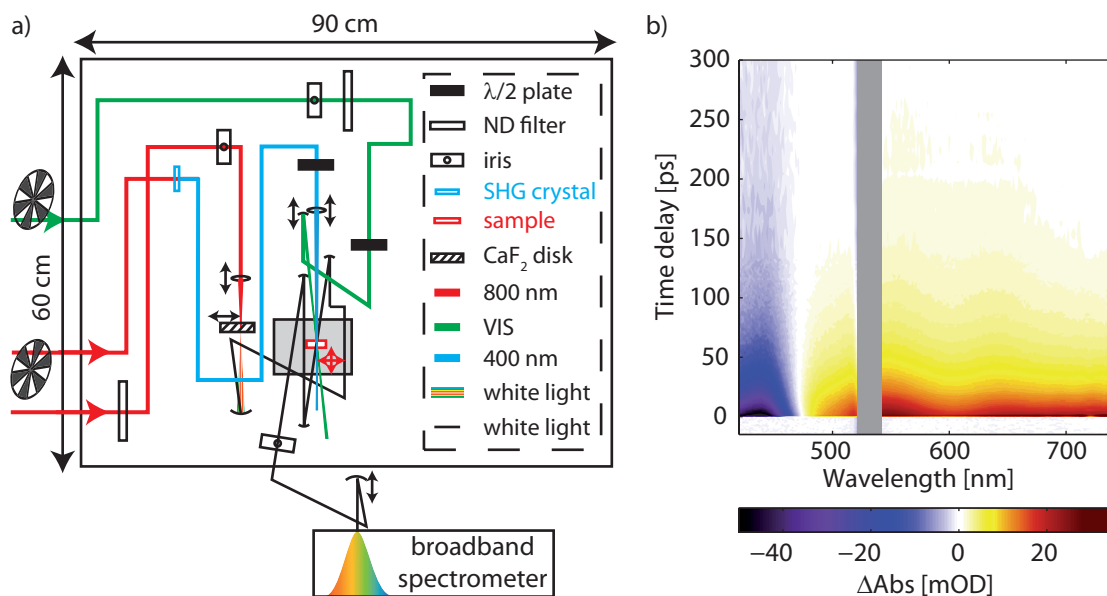 a)
90 cm
60 cm
λ/2 plate
ND filter
iris
SHG crystal
sample
CaF₂ disk
800 nm
VIS
400 nm
white light
white light
broadband
spectrometer
b)
Time delay [ps]
300
250
200
150
100
50
0
500
600
700
Wavelength [nm]
−40
−20
0
20
ΔAbs [mOD]